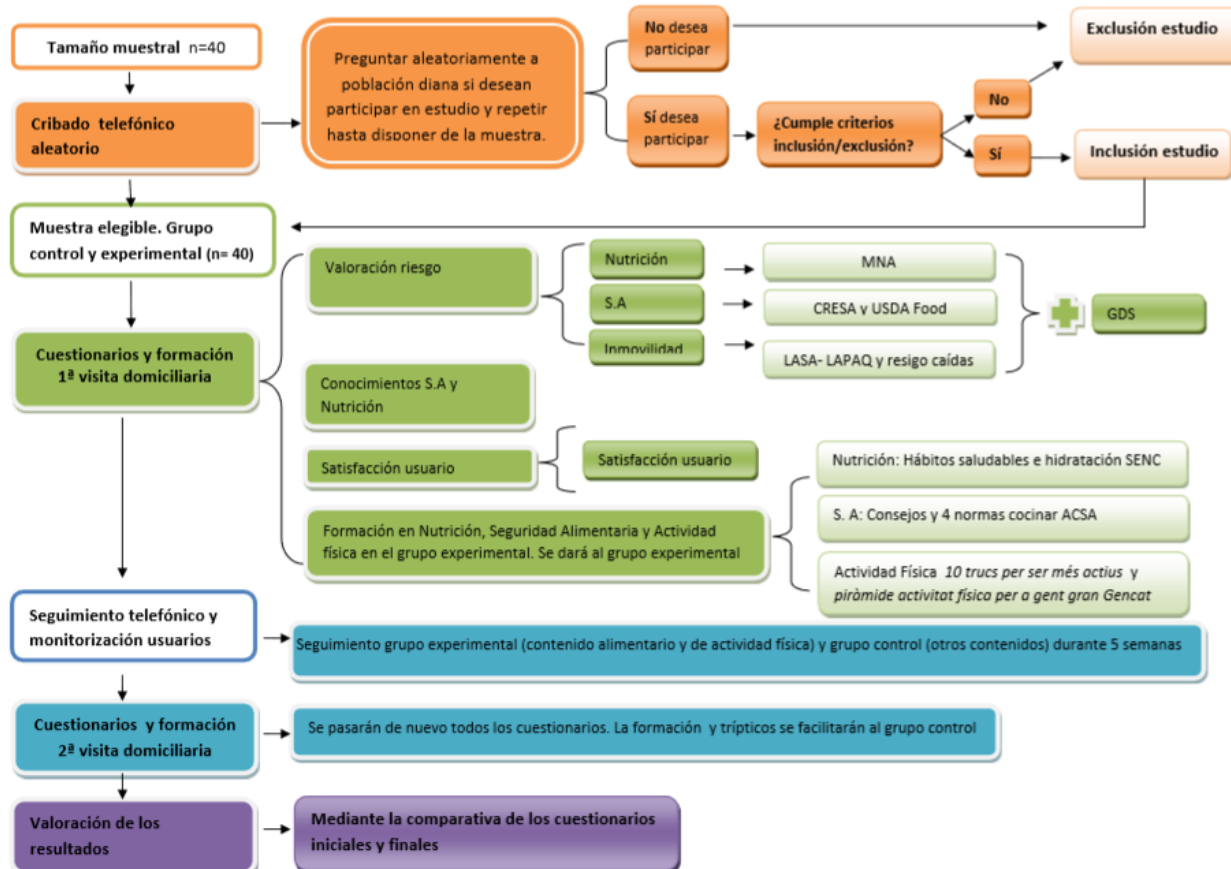 Tamaño muestral n=40
Cribado telefónico
aleatorio
Preguntar aleatoriamente a
población diana si desean
participar en estudio y repetir
hasta disponer de la muestra.
No desea
participar
Sí desea
participar
¿Cumple criterios
inclusión/exclusión?
No
Sí
Exclusión estudio
Inclusión estudio
Muestra elegible. Grupo
control y experimental (n= 40)
Cuestionarios y formación
1ª visita domiciliaria
Valoración riesgo
Nutrición
S.A
Inmovilidad
MNA
CRESA y USDA Food
LASA- LAPAQ y resigo caídas
GDS
Conocimientos S.A y
Nutrición
Satisfacción usuario
Satisfacción usuario
Formación en Nutrición, Seguridad Alimentaria y Actividad
física en el grupo experimental. Se dará al grupo experimental
Nutrición: Hábitos saludables e hidratación SENC
S. A: Consejos y 4 normas cocinar ACSA
Actividad Física 10 trucs per ser més actius y
piràmide activitat física per a gent gran Gencat
Seguimiento telefónico y
monitorización usuarios
Seguimiento grupo experimental (contenido alimentario y de actividad física) y grupo control (otros contenidos) durante 5 semanas
Cuestionarios y formación
2ª visita domiciliaria
Se pasarán de nuevo todos los cuestionarios. La formación y trípticos se facilitarán al grupo control
Valoración de los
resultados
Mediante la comparativa de los cuestionarios
iniciales y finales